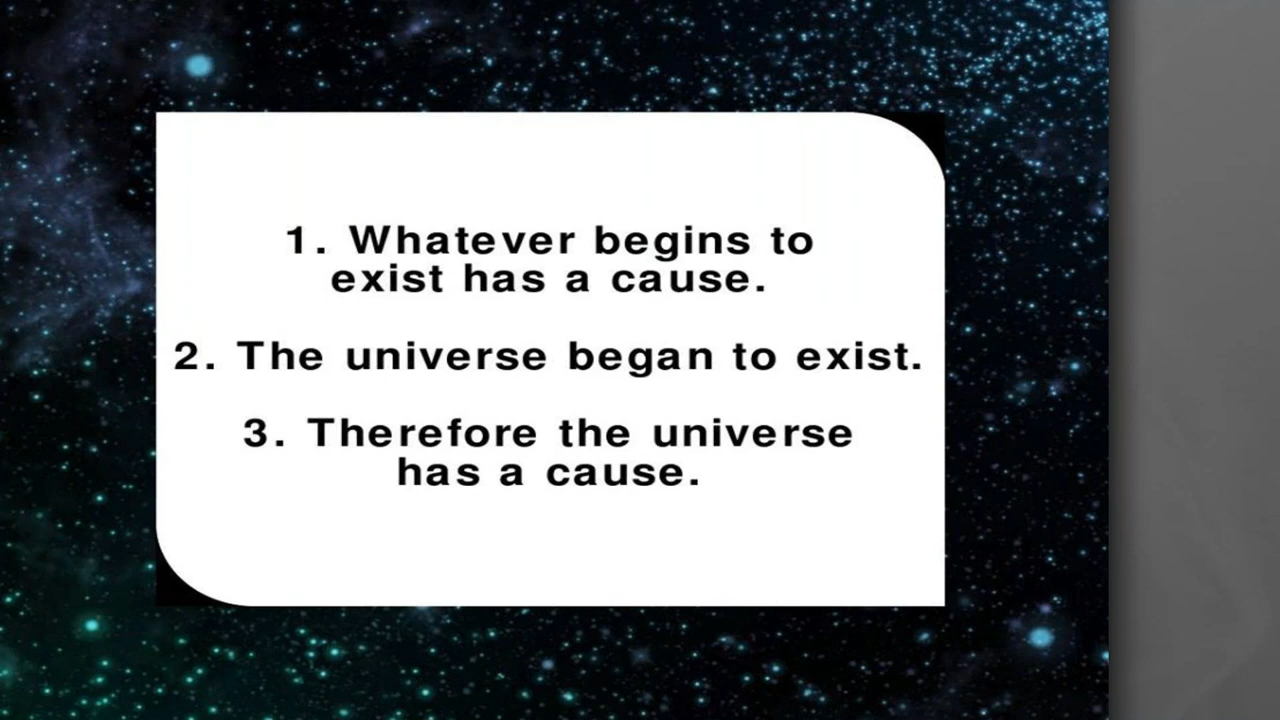 1. Whatever begins to
exist has a cause.
2. The universe began to exist.
3. Therefore the universe
has a cause.